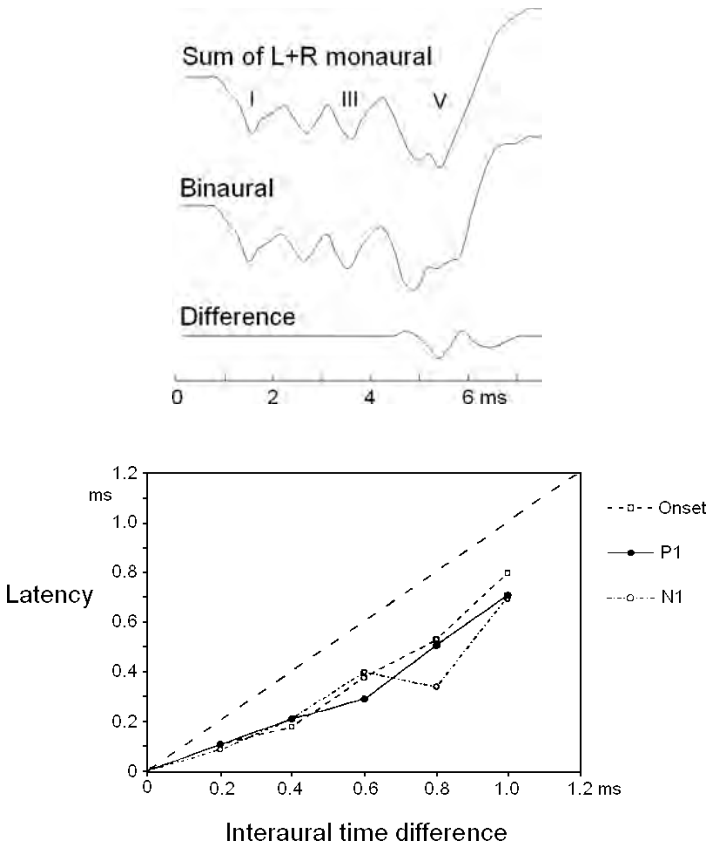 Sum of L+R monaural
I III V
Binaural
Difference
0 2 4 6 ms
1.2
ms
1.0
0.8
Latency
0.6
0.4
0.2
0
0 0.2 0.4 0.6 0.8 1.0 1.2 ms
Interaural time difference
Onset
P1
N1